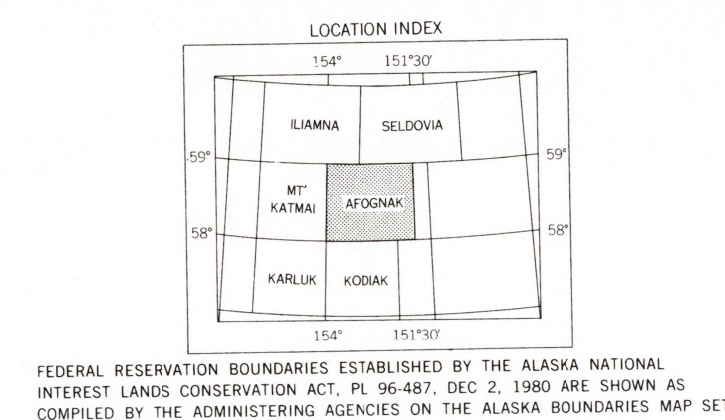 LOCATION INDEX
154° 151°30'
ILIAMNA SELDOVIA
59° 59°
MT'
KATMAI AFOGNAK
58° 58°
KARLUK KODIAK
154° 151°30'
FEDERAL RESERVATION BOUNDARIES ESTABLISHED BY THE ALASKA NATIONAL
INTEREST LANDS CONSERVATION ACT, PL 96-487, DEC 2, 1980 ARE SHOWN AS
COMPILED BY THE ADMINISTERING AGENCIES ON THE ALASKA BOUNDARIES MAP SET